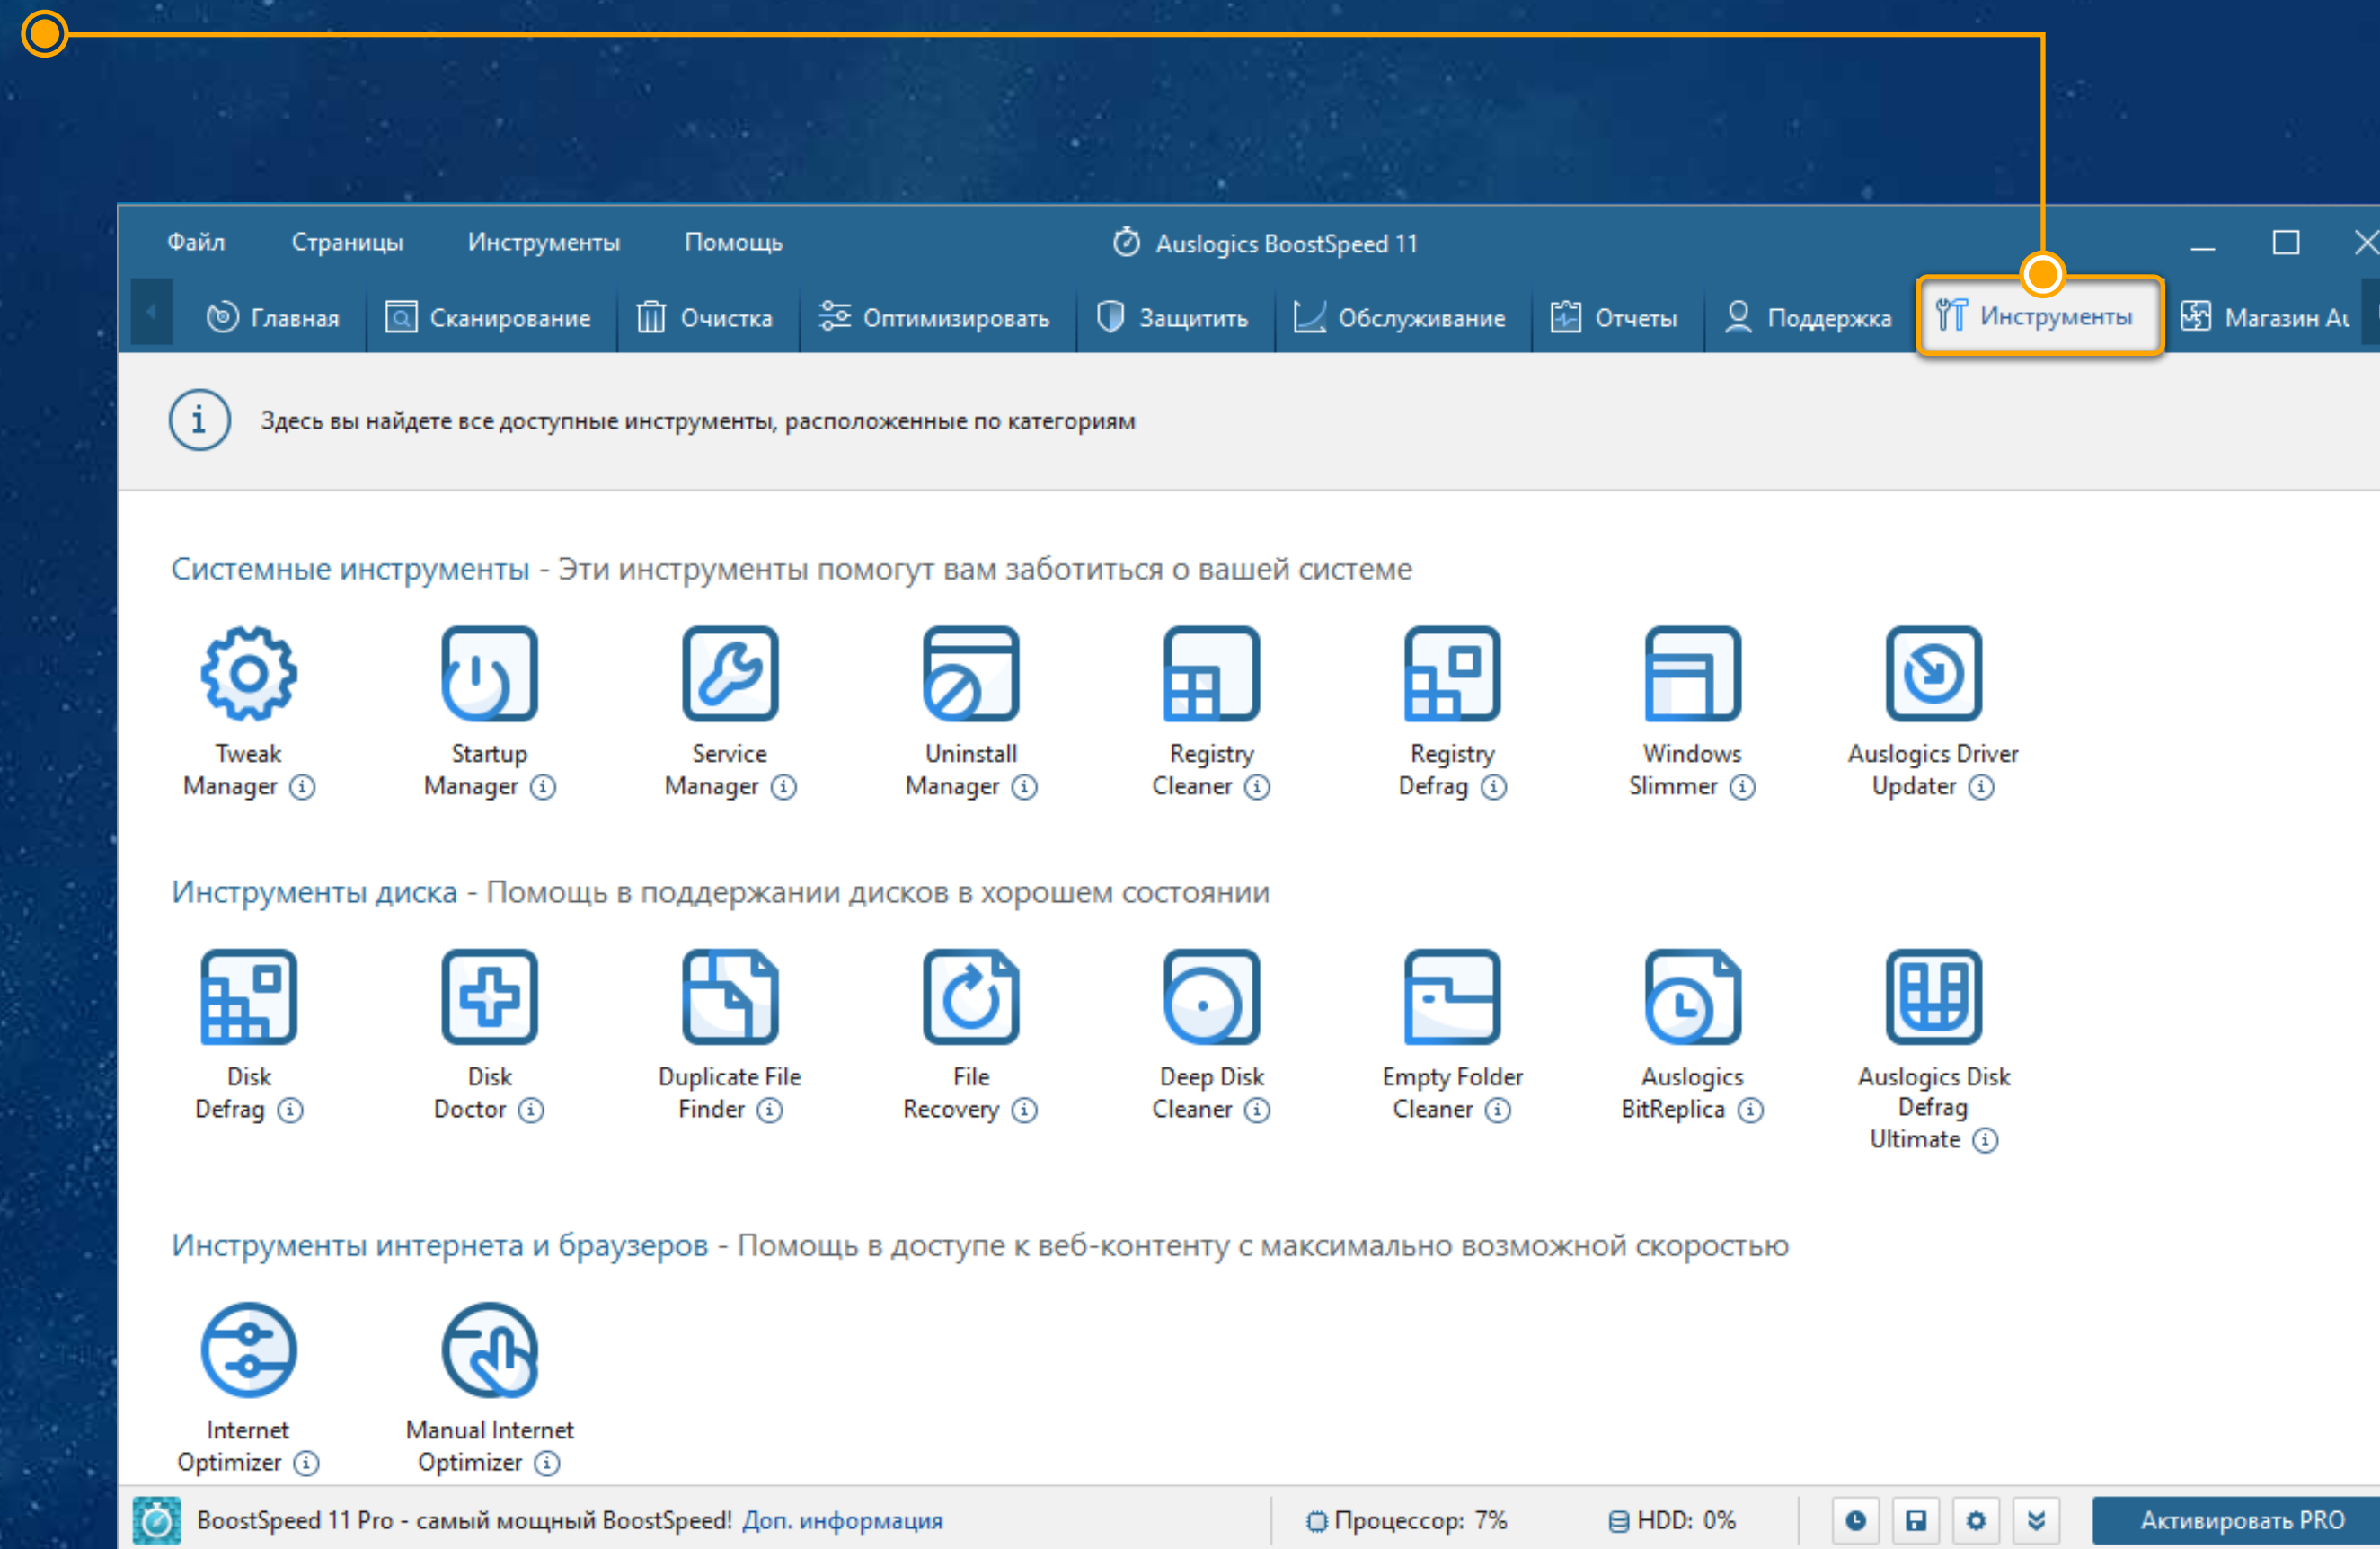 Файл Страницы Инструменты Помощь Auslogics BoostSpeed 11
Главная Сканирование Очистка Оптимизировать Защитить Обслуживание Отчеты Поддержка Инструменты Магазин
Здесь вы найдете все доступные инструменты, расположенные по категориям
Системные инструменты - Эти инструменты помогут вам заботиться о вашей системе
Tweak Manager
Startup Manager
Service Manager
Uninstall Manager
Registry Cleaner
Registry Defrag
Windows Slimmer
Auslogics Driver Updater
Инструменты диска - Помощь в поддержании дисков в хорошем состоянии
Disk Defrag
Disk Doctor
Duplicate File Finder
File Recovery
Deep Disk Cleaner
Empty Folder Cleaner
Auslogics BitReplica
Auslogics Disk Defrag Ultimate
Инструменты интернета и браузеров - Помощь в доступе к веб-контенту с максимально возможной скоростью
Internet Optimizer
Manual Internet Optimizer
BoostSpeed 11 Pro - самый мощный BoostSpeed! Доп. информация Процессор: 7% HDD: 0% Активировать PRO